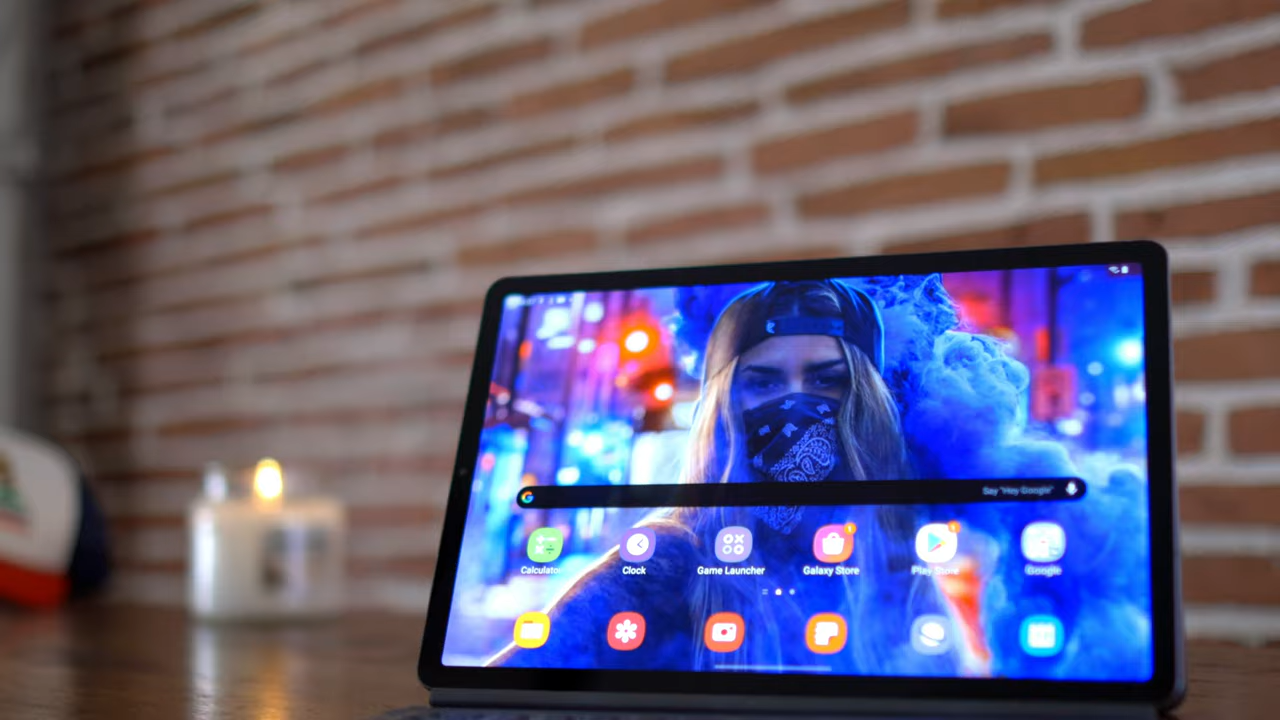 Say "Hey Google"
Calculator
Clock
Game Launcher
Galaxy Store
Play Store
Google